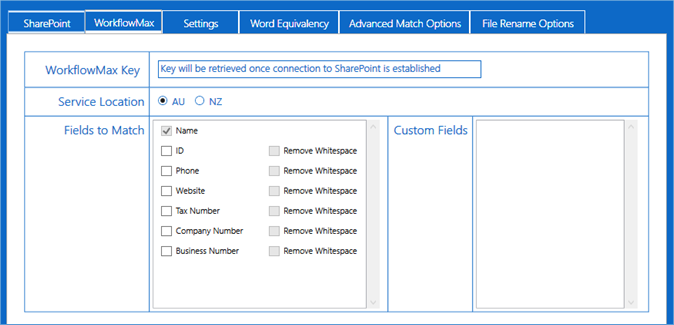 SharePoint WorkflowMax Settings Word Equivalency Advanced Match Options File Rename Options
WorkflowMax Key Key will be retrieved once connection to SharePoint is established
Service Location AU NZ
Fields to Match Name Custom Fields
ID Remove Whitespace
Phone Remove Whitespace
Website Remove Whitespace
Tax Number Remove Whitespace
Company Number Remove Whitespace
Business Number Remove Whitespace